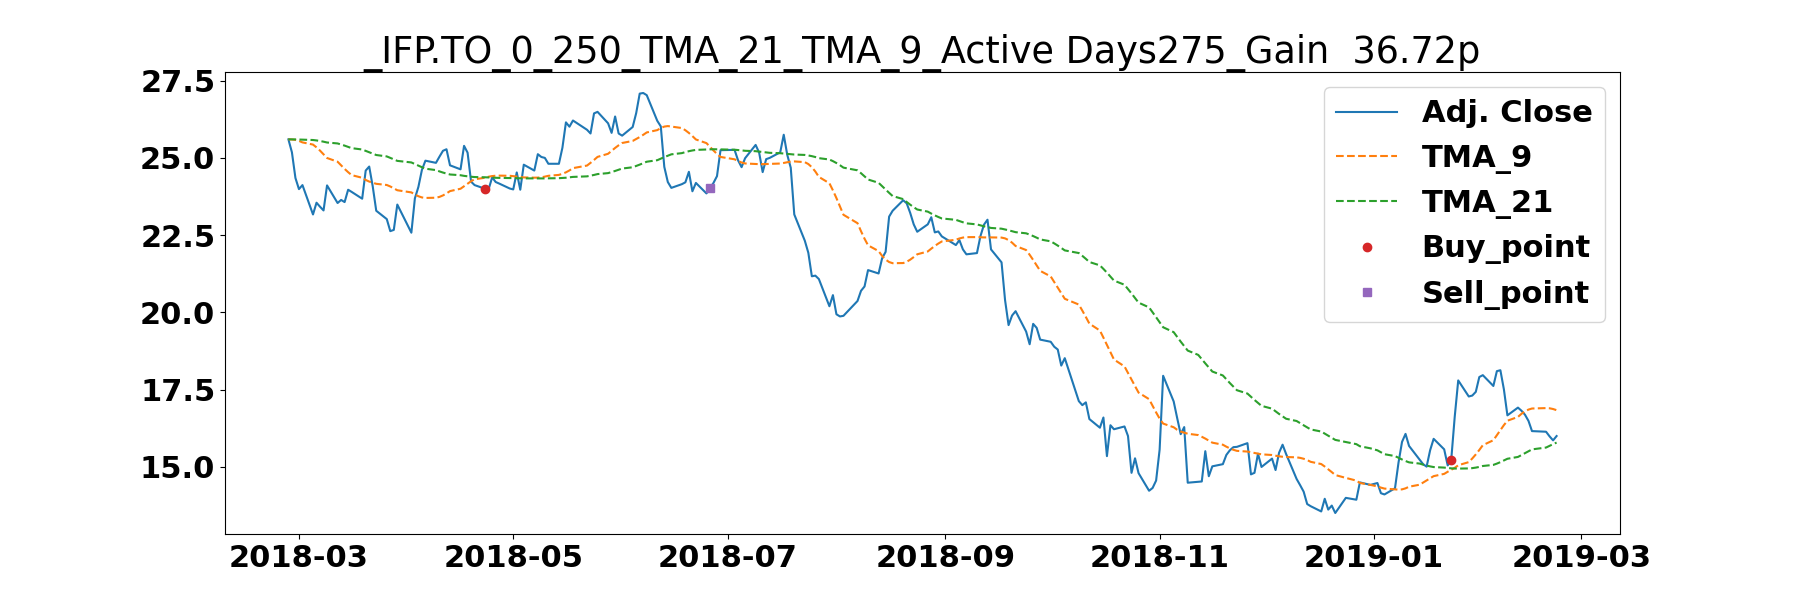 _IFP.TO_0_250_TMA_21_TMA_9_Active Days275_Gain  36.72p
27.5
25.0
22.5
20.0
17.5
15.0
Adj. Close
TMA_9
TMA_21
Buy_point
Sell_point
2018-03 2018-05 2018-07 2018-09 2018-11 2019-01 2019-03